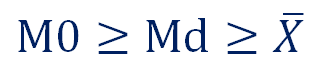 M0 ≥ Md ≥ X̅